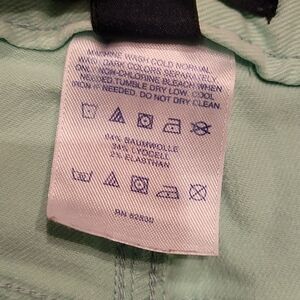 MACHINE WASH COLD NORMAL.
WASH DARK COLORS SEPARATELY.
ONLY NON-CHLORINE BLEACH WHEN
NEEDED. TUMBLE DRY LOW. COOL
IRON IF NEEDED. DO NOT DRY CLEAN.
64% BAUMWOLLE
34% LYOCELL
2% ELASTHAN
RN 62830